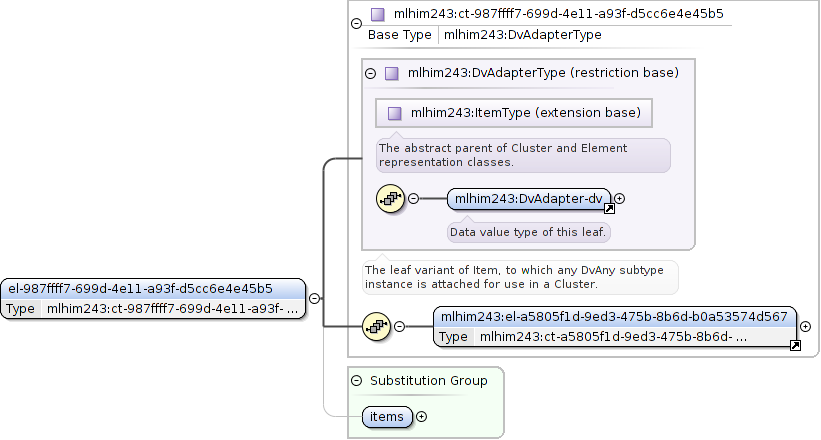 mlhim243:ct-987ffff7-699d-4e11-a93f-d5cc6e4e45b5
Base Type mlhim243:DvAdapterType
mlhim243:DvAdapterType (restriction base)
mlhim243:ItemType (extension base)
The abstract parent of Cluster and Element
representation classes.
mlhim243:DvAdapter-dv
Data value type of this leaf.
The leaf variant of Item, to which any DvAny subtype
instance is attached for use in a Cluster.
el-987ffff7-699d-4e11-a93f-d5cc6e4e45b5
Type mlhim243:ct-987ffff7-699d-4e11-a93f- ...
mlhim243:el-a5805f1d-9ed3-475b-8b6d-b0a53574d567
Type mlhim243:ct-a5805f1d-9ed3-475b-8b6d- ...
Substitution Group
items